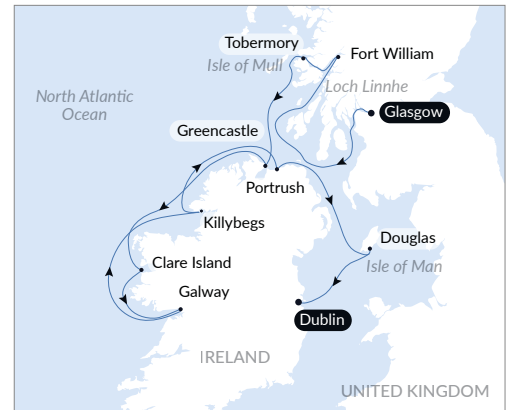 Tobermory
Fort William
Isle of Mull
Loch Linnhe
North Atlantic
Ocean
Glasgow
Greencastle
Portrush
Killybegs
Douglas
Clare Island
Isle of Man
Galway
Dublin
IRELAND
UNITED KINGDOM